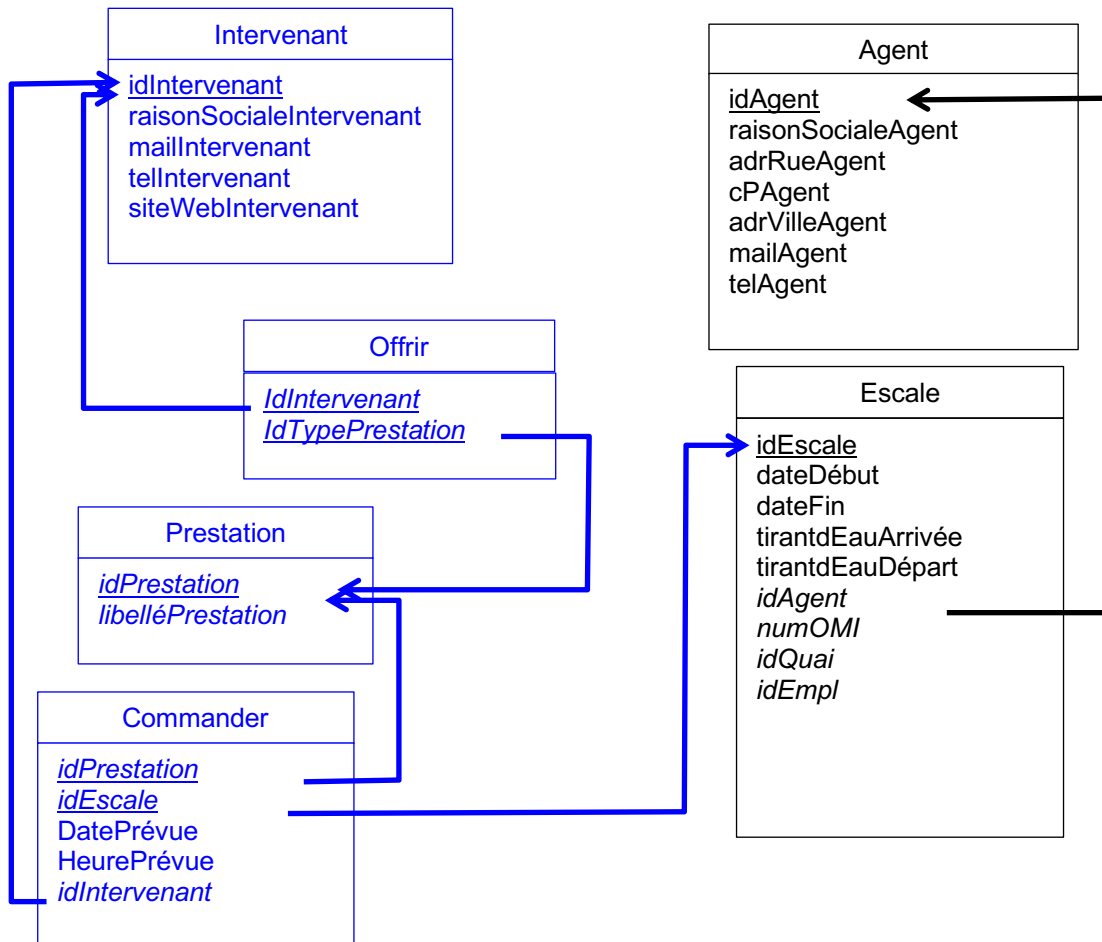 Intervenant
idIntervenant
raisonSocialeIntervenant
mailIntervenant
telIntervenant
siteWebIntervenant
Agent
idAgent
raisonSocialeAgent
adrRueAgent
cPAgent
adrVilleAgent
mailAgent
telAgent
Offrir
IdIntervenant
IdTypePrestation
Escale
idEscale
dateDébut
dateFin
tirantdEauArrivée
tirantdEauDépart
idAgent
numOMI
idQuai
idEmpl
Prestation
idPrestation
libelléPrestation
Commander
idPrestation
idEscale
DatePrévue
HeurePrévue
idIntervenant